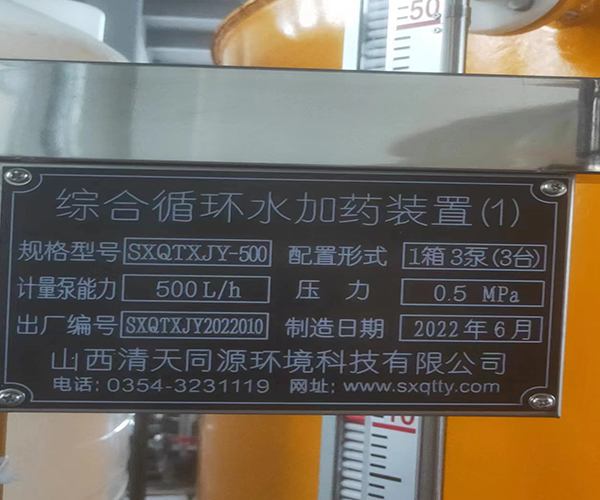 50
综合循环水加药装置(1)
规格型号 SXQTXJY-500 配置形式 1箱3泵(3台)
计量泵能力 500L/h 压力 0.5 MPa
出厂编号 SXQTXJY2022010 制造日期 2022年6月
山西清天同源环境科技有限公司
电话: 0354-3231119 网址: www.sxqtty.com
10